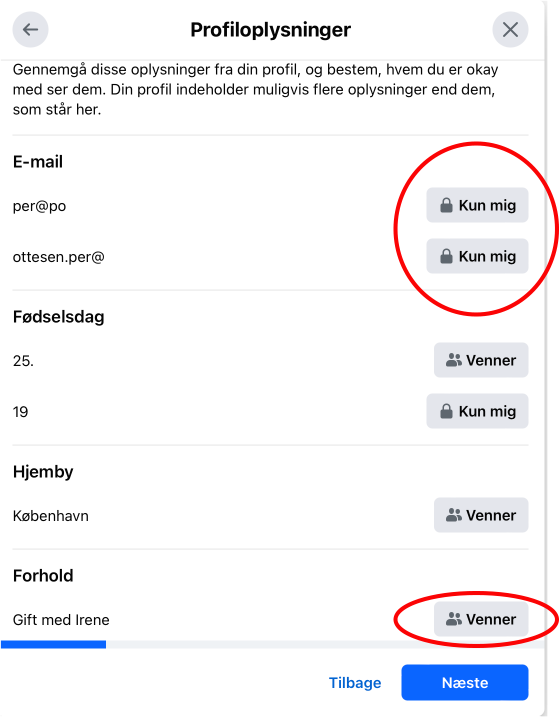 Profiloplysninger
Gennemgå disse oplysninger fra din profil, og bestem, hvem du er okay
med ser dem. Din profil indeholder muligvis flere oplysninger end dem,
som står her.
E-mail
per@po
Kun mig
ottesen.per@
Kun mig
Fødselsdag
25.
Venner
19
Kun mig
Hjemby
København
Venner
Forhold
Gift med Irene
Venner
Tilbage
Næste